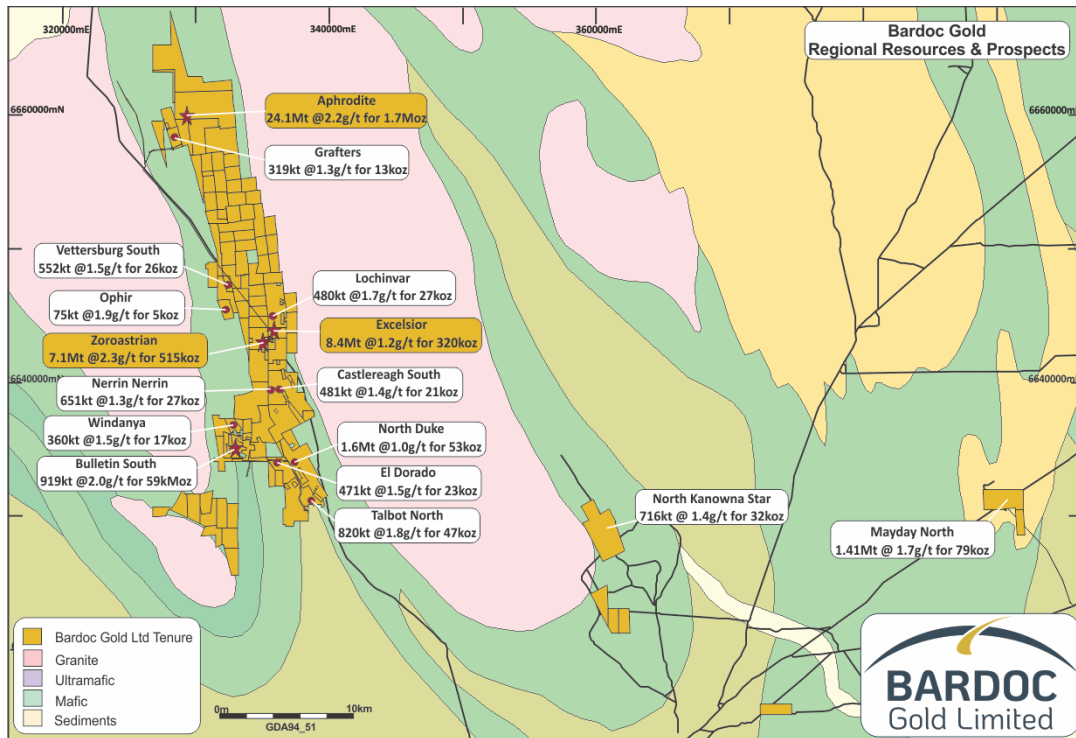 320000mE
340000mE
360000mE
Bardoc Gold
Regional Resources & Prospects
6660000mN
6660000mN
Aphrodite
24.1Mt @2.2g/t for 1.7Moz
Grafters
319kt @1.3g/t for 13koz
Vettersburg South
552kt @1.5g/t for 26koz
Lochinvar
480kt @1.7g/t for 27koz
Ophir
75kt @1.9g/t for 5koz
Excelsior
8.4Mt @1.2g/t for 320koz
Zoroastrian
7.1Mt @2.3g/t for 515koz
6640000mN
6640000mN
Nerrin Nerrin
651kt @1.3g/t for 27koz
Castlereagh South
481kt @1.4g/t for 21koz
Windanya
360kt @1.5g/t for 17koz
North Duke
1.6Mt @1.0g/t for 53koz
Bulletin South
919kt @2.0g/t for 59kMoz
El Dorado
471kt @1.5g/t for 23koz
Talbot North
820kt @1.8g/t for 47koz
North Kanowna Star
716kt @ 1.4g/t for 32koz
Mayday North
1.41Mt @ 1.7g/t for 79koz
Bardoc Gold Ltd Tenure
Granite
Ultramafic
Mafic
Sediments
0m
10km
GDA94_51
BARDOC
Gold Limited